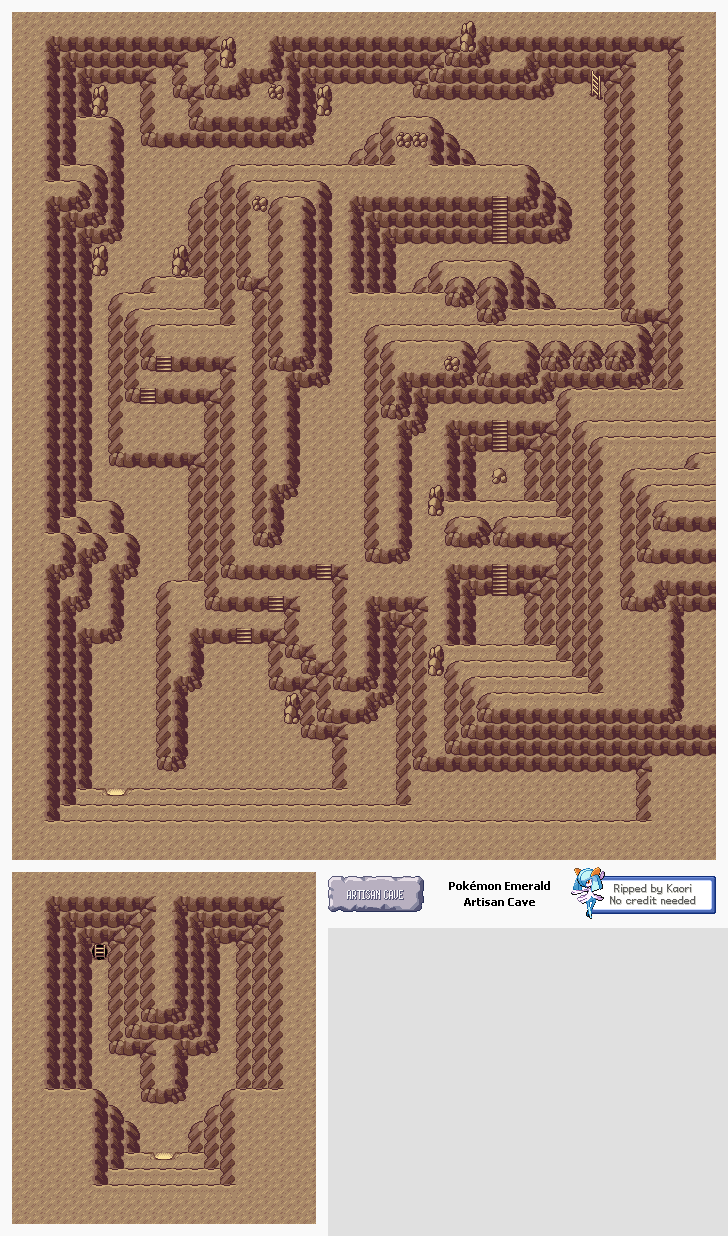 ARTISAN CAVE
Pokémon Emerald
Artisan Cave
Ripped by Kaori
No credit needed